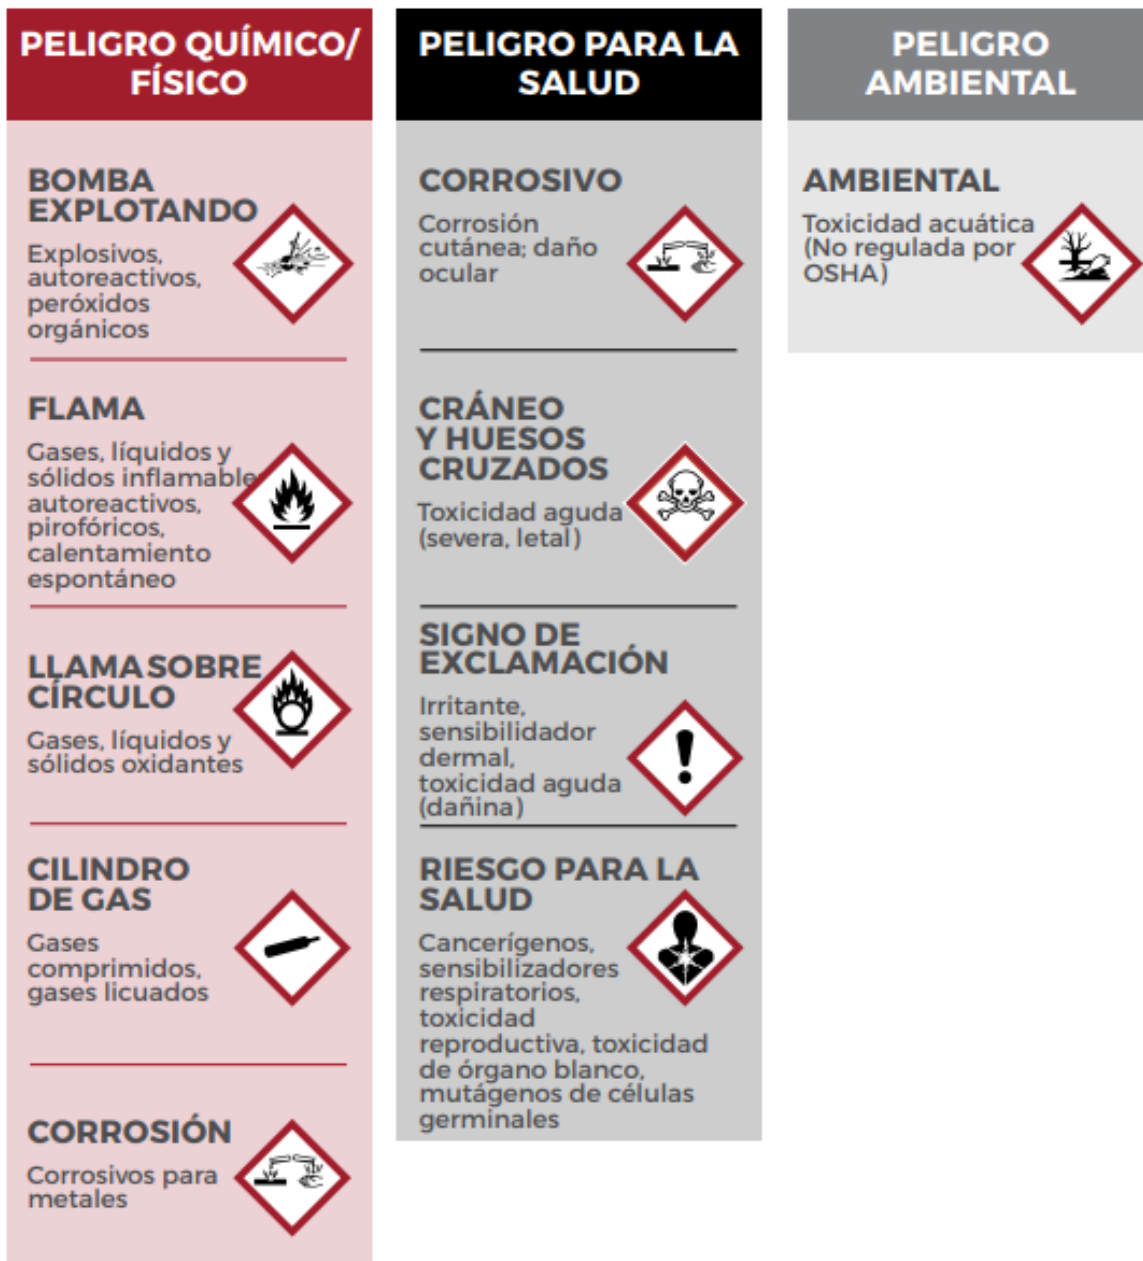 PELIGRO QUÍMICO/
FÍSICO
BOMBA
EXPLOTANDO
Explosivos,
autoreactivos,
peróxidos
orgánicos
FLAMA
Gases, líquidos y
sólidos inflamable
autoreactivos,
pirofóricos,
calentamiento
espontáneo
LLAMA SOBRE
CÍRCULO
Gases, líquidos y
sólidos oxidantes
CILINDRO
DE GAS
Gases
comprimidos,
gases licuados
CORROSIÓN
Corrosivos para
metales
PELIGRO PARA LA
SALUD
CORROSIVO
Corrosión
cutánea; daño
ocular
CRÁNEO
Y HUESOS
CRUZADOS
Toxicidad aguda
(severa, letal)
SIGNO DE
EXCLAMACIÓN
Irritante,
sensibilidador
dermal,
toxicidad aguda
(dañina)
RIESGO PARA LA
SALUD
Cancerígenos,
sensibilizadores
respiratorios,
toxicidad
reproductiva, toxicidad
de órgano blanco,
mutágenos de células
germinales
PELIGRO
AMBIENTAL
AMBIENTAL
Toxicidad acuática
(No regulada por
OSHA)